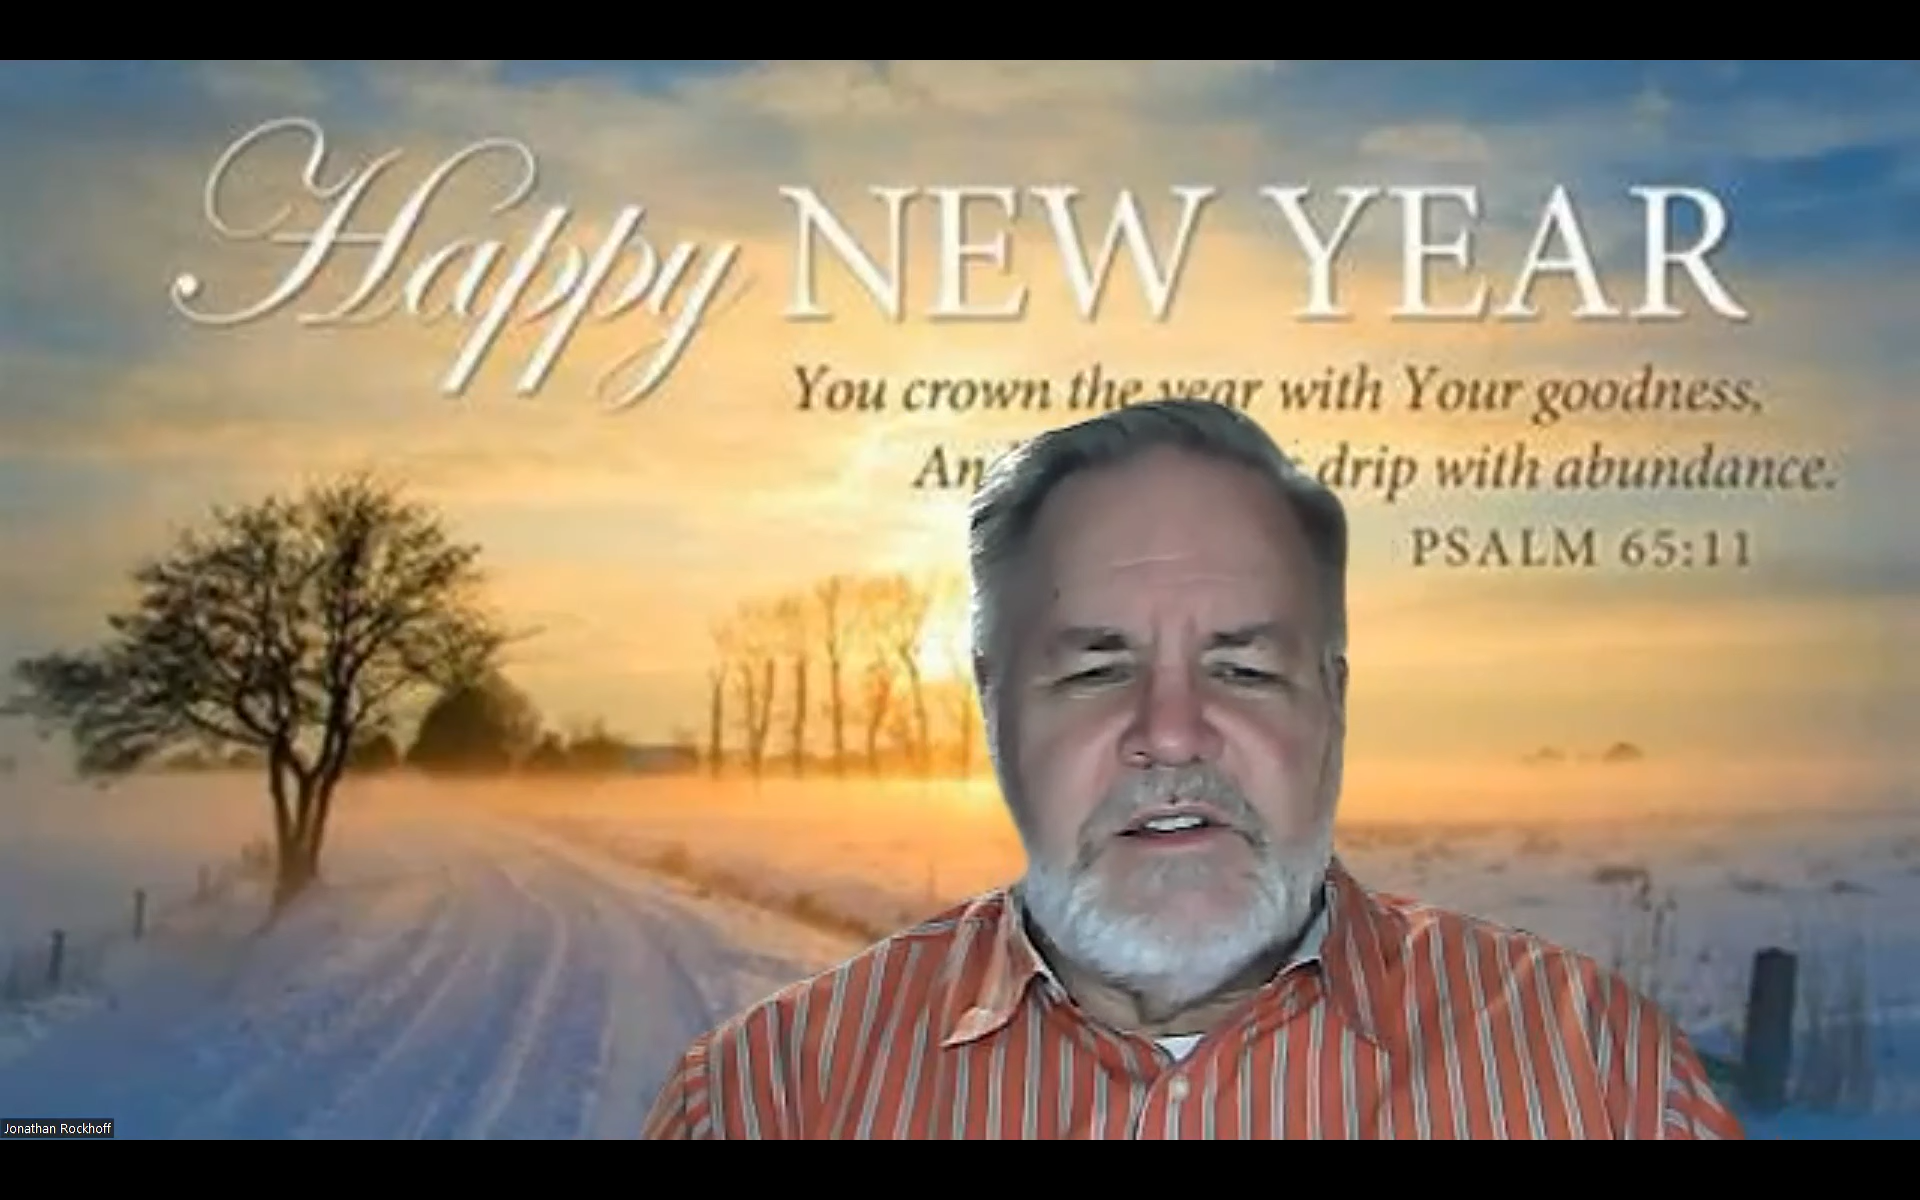 Happy NEW YEAR
You crown the year with Your goodness,
drip with abundance.
PSALM 65:11
Jonathan Rockhoff